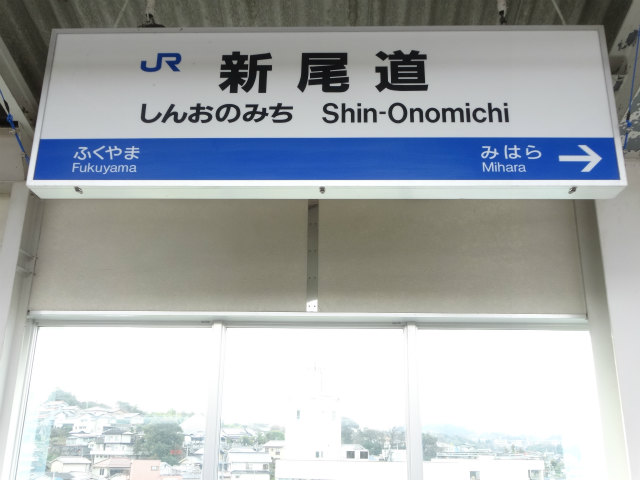 JR 新尾道
しんおのみち Shin-Onomichi
ふくやま みはら →
Fukuyama Mihara